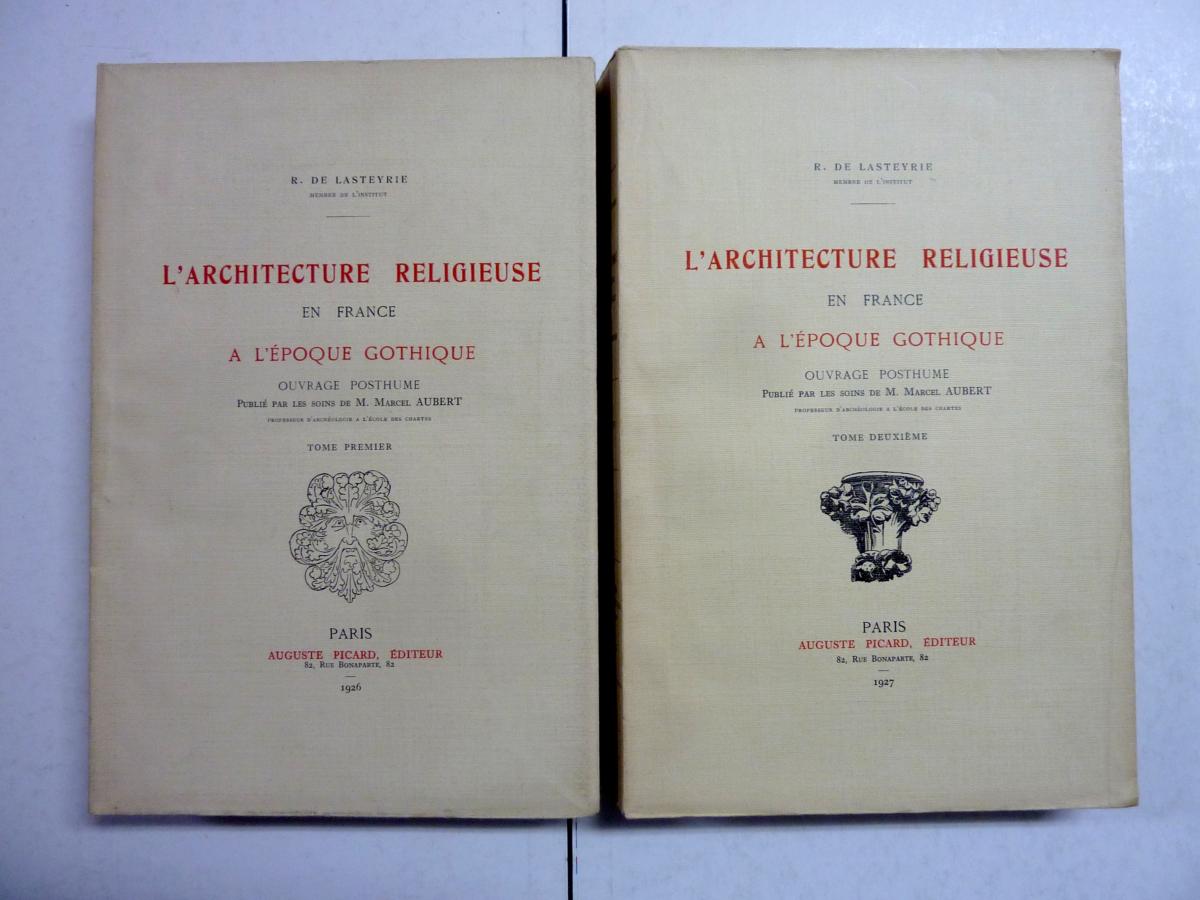 R. DE LASTEYRIE
MEMBRE DE L'INSTITUT
L'ARCHITECTURE RELIGIEUSE
EN FRANCE
A L'ÉPOQUE GOTHIQUE
OUVRAGE POSTHUME
PUBLIÉ PAR LES SOINS DE M. MARCEL AUBERT
PROFESSEUR D'ARCHÉOLOGIE A L'ÉCOLE DES CHARTES
TOME PREMIER
PARIS
AUGUSTE PICARD, ÉDITEUR
82, RUE BONAPARTE, 82
1926
R. DE LASTEYRIE
MEMBRE DE L'INSTITUT
L'ARCHITECTURE RELIGIEUSE
EN FRANCE
A L'ÉPOQUE GOTHIQUE
OUVRAGE POSTHUME
PUBLIÉ PAR LES SOINS DE M. MARCEL AUBERT
PROFESSEUR D'ARCHÉOLOGIE A L'ÉCOLE DES CHARTES
TOME DEUXIÈME
PARIS
AUGUSTE PICARD, ÉDITEUR
82, RUE BONAPARTE, 82
1927